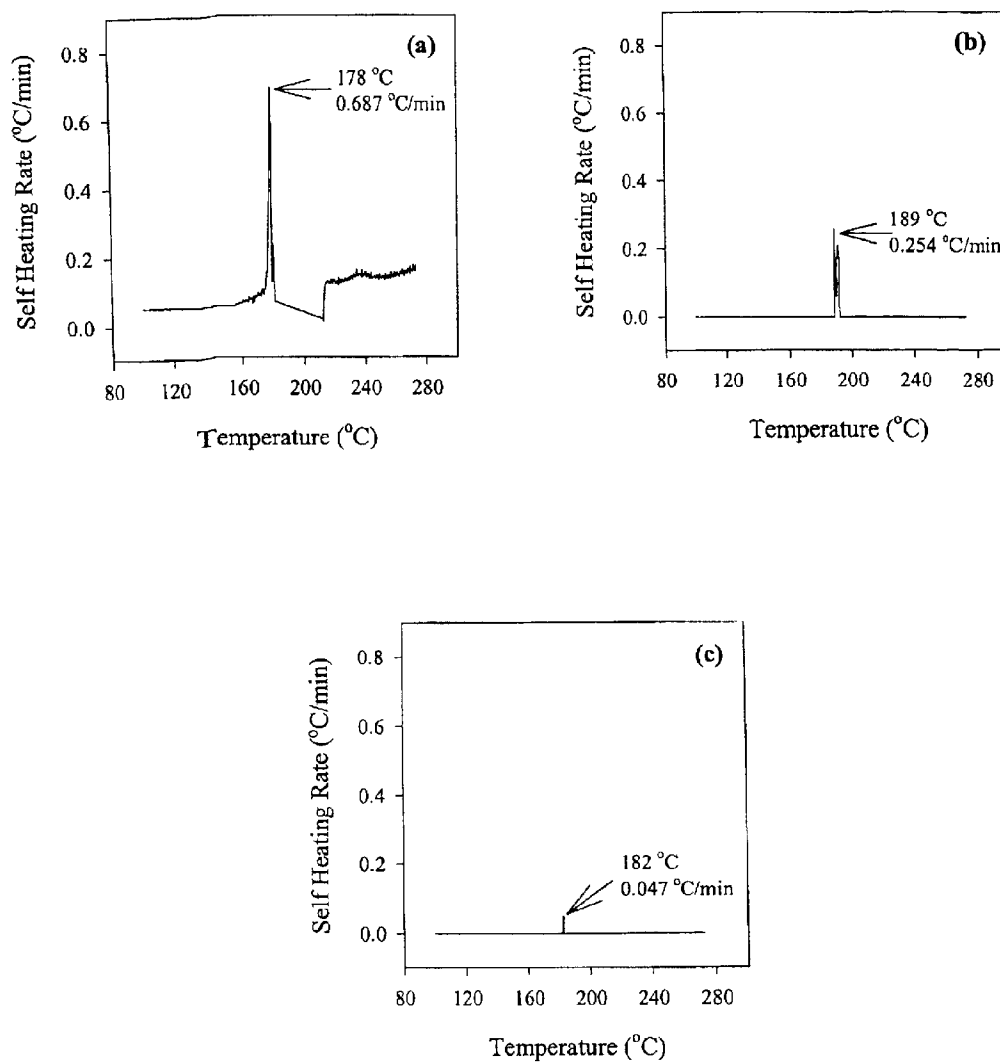 (a)
178 °C
0.687 °C/min
0.8
0.6
0.4
0.2
0.0
Self Heating Rate (°C/min)
80 120 160 200 240 280
Temperature (°C)
(b)
189 °C
0.254 °C/min
0.8
0.6
0.4
0.2
0.0
Self Heating Rate (°C/min)
80 120 160 200 240 280
Temperature (°C)
(c)
182 °C
0.047 °C/min
0.8
0.6
0.4
0.2
0.0
Self Heating Rate (°C/min)
80 120 160 200 240 280
Temperature (°C)